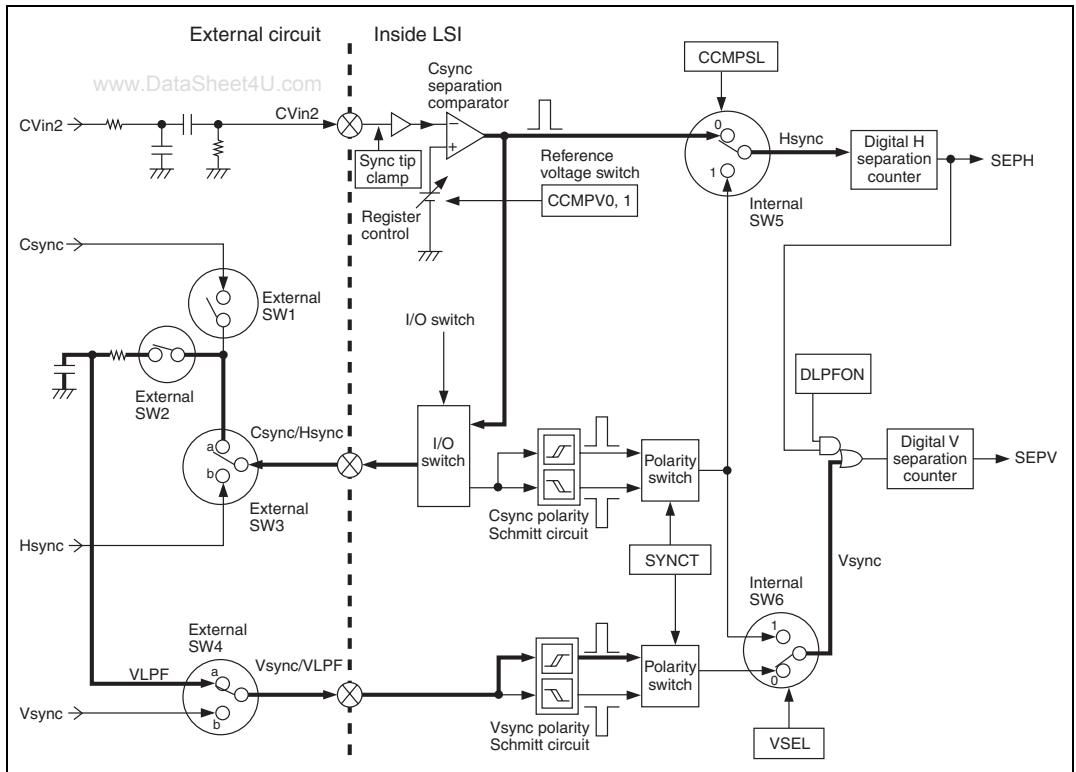 External circuit
Inside LSI
www.DataSheet4U.com
CVin2
CVin2
Csync
separation
comparator
Sync tip
clamp
Register
control
Reference
voltage switch
CCMPV0, 1
CCMPSL
0
1
Hsync
Internal
SW5
Digital H
separation
counter
SEPH
Csync
External
SW1
External
SW2
I/O switch
Csync/Hsync
a
b
External
SW3
Hsync
I/O
switch
Csync polarity
Schmitt circuit
Polarity
switch
SYNCT
DLPFON
Digital V
separation
counter
SEPV
Vsync
Internal
SW6
1
0
VSEL
External
SW4
VLPF
a
b
Vsync/VLPF
Vsync
Vsync polarity
Schmitt circuit
Polarity
switch